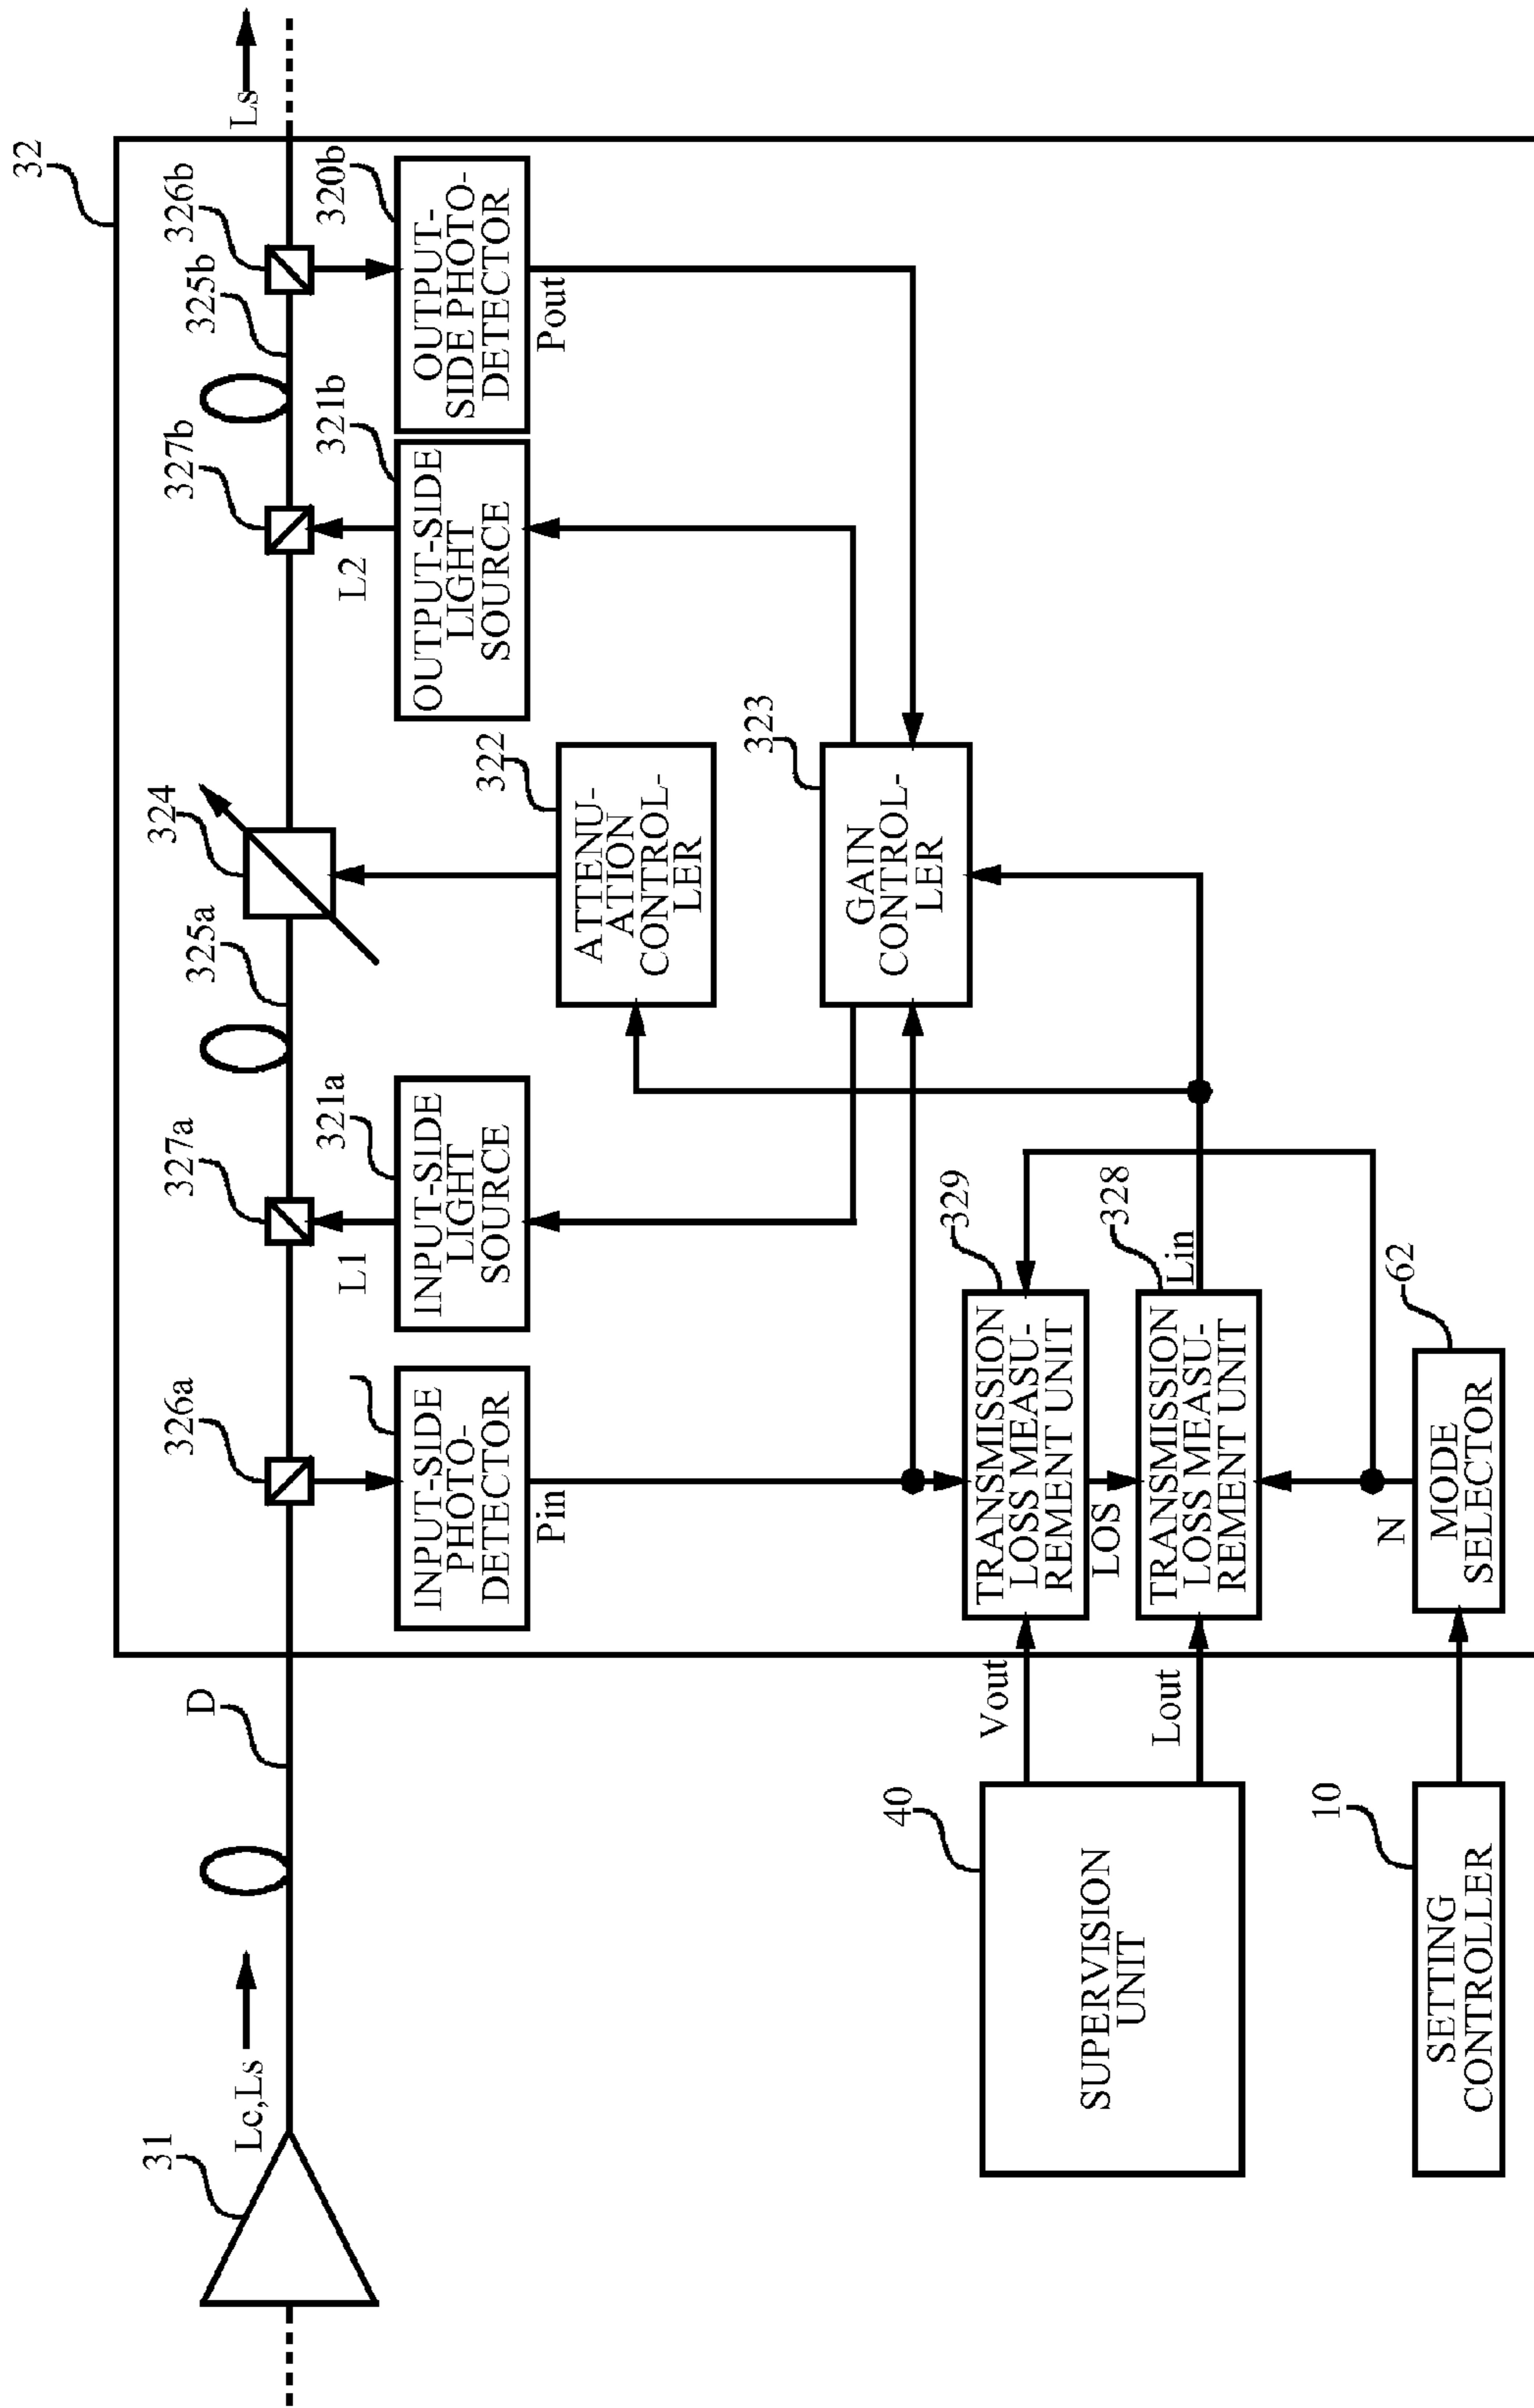 32
Ls
31
Lc,Ls
D
326a
327a
325a
324
327b
325b
326b
INPUT-SIDE
PHOTO-
DETECTOR
Pin
L1
321a
INPUT-SIDE
LIGHT
SOURCE
322
ATTENU-
ATION
CONTROL-
LER
L2
321b
OUTPUT-SIDE
LIGHT
SOURCE
320b
OUTPUT-
SIDE PHOTO-
DETECTOR
Pout
323
GAIN
CONTROL-
LER
40
SUPERVISION
UNIT
Vout
Lout
329
TRANSMISSION
LOSS MEASU-
REMENT UNIT
LOS
328
TRANSMISSION
LOSS MEASU-
REMENT UNIT
Lin
N
10
SETTING
CONTROLLER
62
MODE
SELECTOR